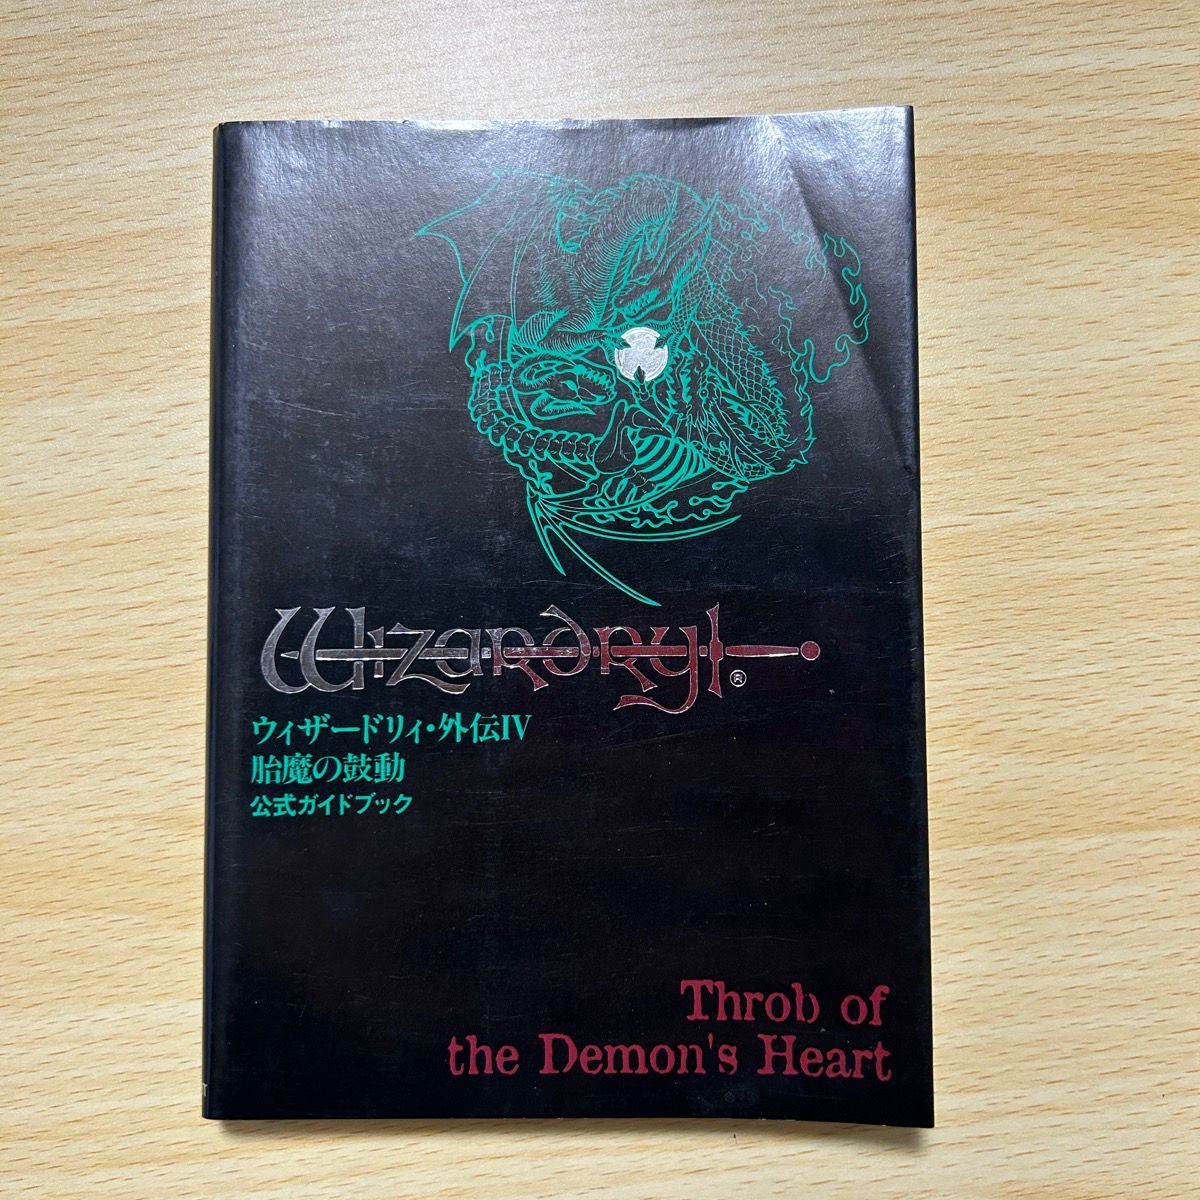 Wizardry®
ウィザードリィ・外伝IV
胎魔の鼓動
公式ガイドブック
Throb of
the Demon's Heart